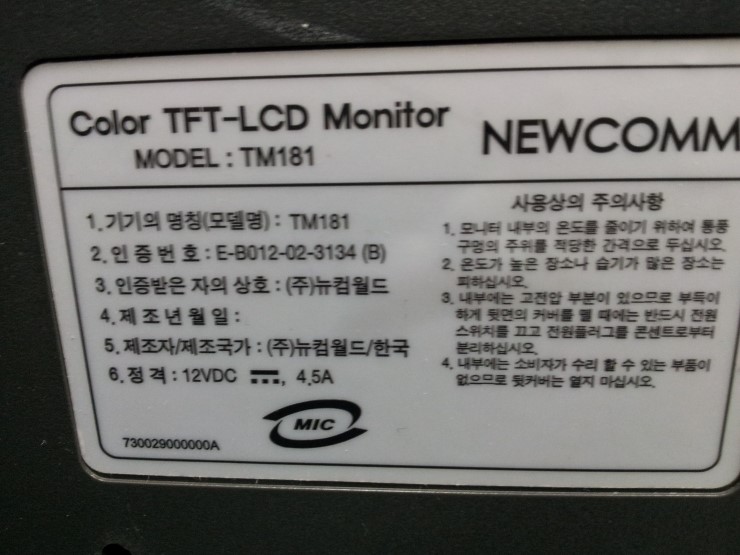 Color TFT-LCD Monitor
MODEL : TM181
NEWCOMM
1. 기기의 명칭(모델명) : TM181
2. 인 증 번 호 : E-B012-02-3134 (B)
3. 인증받은 자의 상호 : (주)뉴컴월드
4. 제 조 년 월 일 :
5. 제조자/제조국가 : (주)뉴컴월드/한국
6. 정 격 : 12VDC ⎓, 4.5A
MIC
730029000000A
사용상의 주의사항
1. 모니터 내부의 온도를 줄이기 위하여 통풍
구멍의 주위를 적당한 간격으로 두십시오.
2. 온도가 높은 장소나 습기가 많은 장소는
피하십시오.
3. 내부에는 고전압 부분이 있으므로 부득이
하게 뒷면의 커버를 뗄 때에는 반드시 전원
스위치를 끄고 전원플러그를 콘센트로부터
분리하십시오.
4. 내부에는 소비자가 수리 할 수 있는 부품이
없으므로 뒷커버는 열지 마십시오.